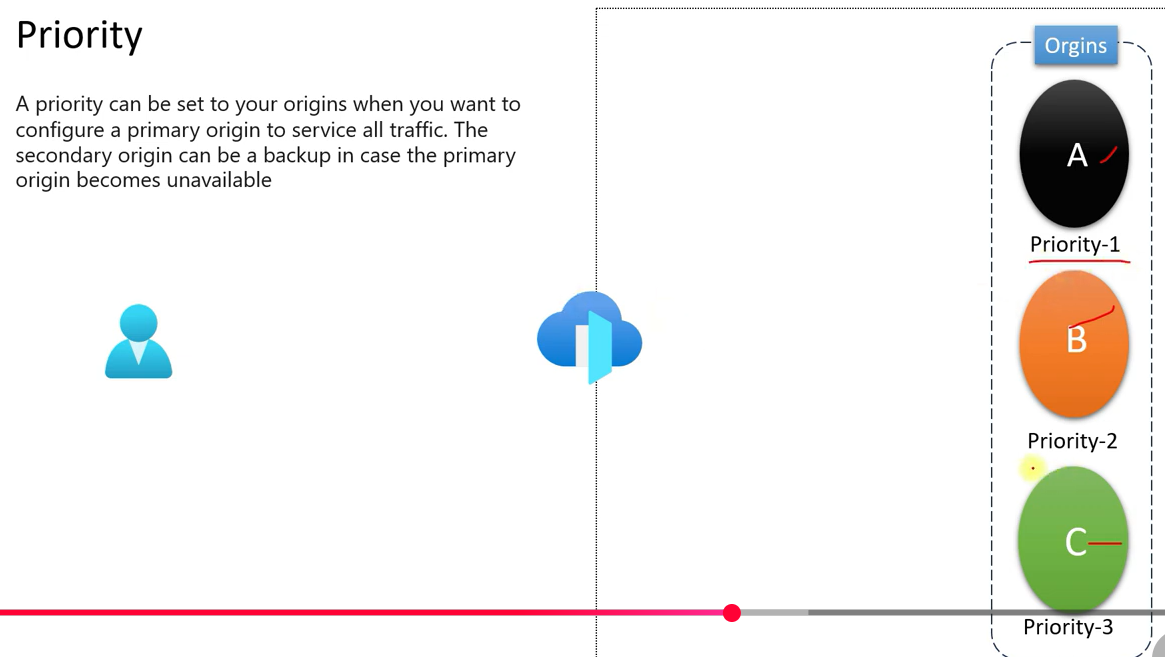 Priority
A priority can be set to your origins when you want to
configure a primary origin to service all traffic. The
secondary origin can be a backup in case the primary
origin becomes unavailable
Orgins
A
Priority-1
B
Priority-2
C
Priority-3